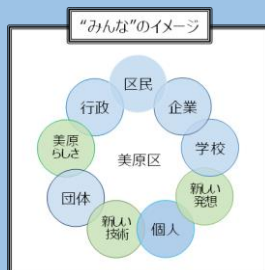 “みんな”のイメージ
区民
行政
企業
美原
らしさ
美原区
学校
団体
新しい
発想
新しい
技術
個人